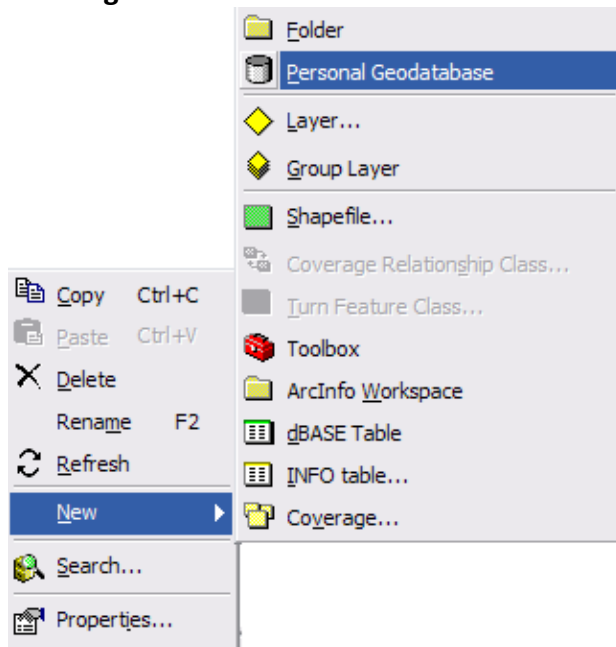 Folder
Personal Geodatabase
Layer...
Group Layer
Shapefile...
Coverage Relationship Class...
Turn Feature Class...
Toolbox
ArcInfo Workspace
dBASE Table
INFO table...
Coverage...
Copy Ctrl+C
Paste Ctrl+V
Delete
Rename F2
Refresh
New
Search...
Properties...